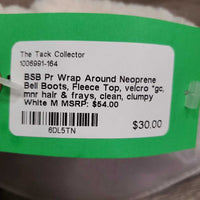 The Tack Collector
1006991-164
BSB Pr Wrap Around Neoprene
Bell Boots, Fleece Top, velcro *gc,
mnr hair & frays, clean, clumpy
White M MSRP: $54.00
$30.00
6DL5TN